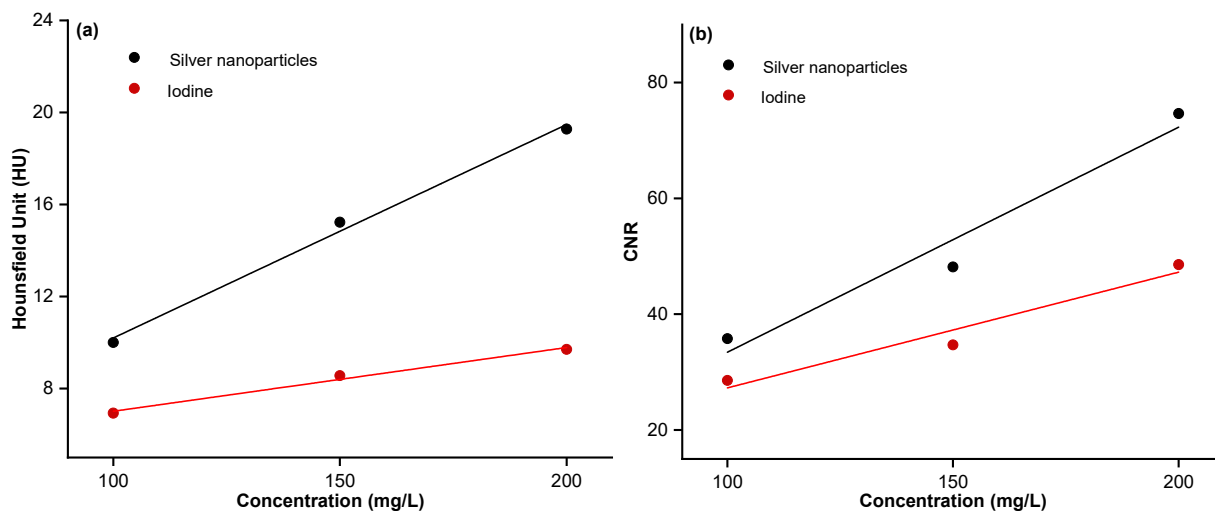 (a)
Silver nanoparticles
Iodine
24
20
16
12
8
Hounsfield Unit (HU)
100
150
200
Concentration (mg/L)
(b)
Silver nanoparticles
Iodine
80
60
40
20
CNR
100
150
200
Concentration (mg/L)